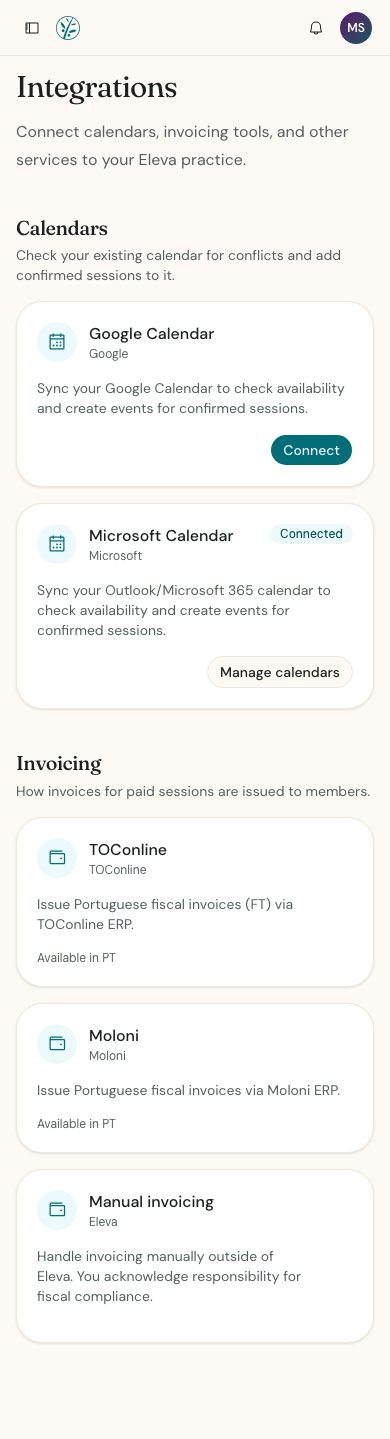 MS
Integrations
Connect calendars, invoicing tools, and other
services to your Eleva practice.
Calendars
Check your existing calendar for conflicts and add
confirmed sessions to it.
Google Calendar
Google
Sync your Google Calendar to check availability
and create events for confirmed sessions.
Connect
Microsoft Calendar
Connected
Microsoft
Sync your Outlook/Microsoft 365 calendar to
check availability and create events for
confirmed sessions.
Manage calendars
Invoicing
How invoices for paid sessions are issued to members.
TOConline
TOConline
Issue Portuguese fiscal invoices (FT) via
TOConline ERP.
Available in PT
Moloni
Moloni
Issue Portuguese fiscal invoices via Moloni ERP.
Available in PT
Manual invoicing
Eleva
Handle invoicing manually outside of
Eleva. You acknowledge responsibility for
fiscal compliance.